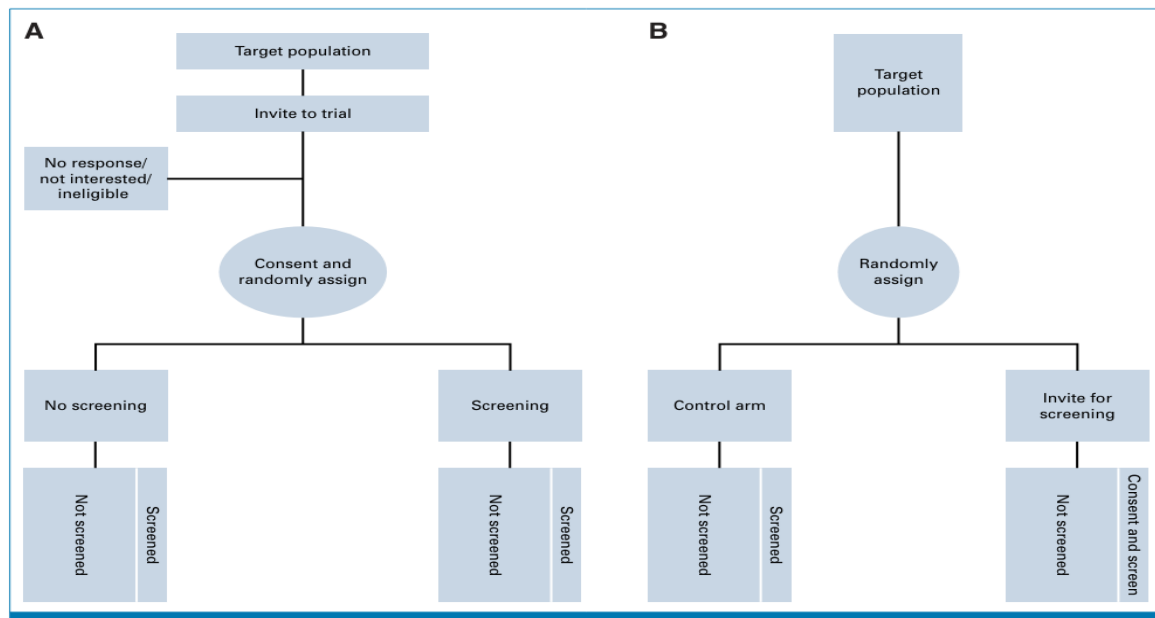 A
Target population
Invite to trial
No response/
not interested/
ineligible
Consent and
randomly assign
No screening
Screening
Not screened
Screened
Not screened
Screened
B
Target
population
Randomly
assign
Control arm
Invite for
screening
Not screened
Screened
Not screened
Consent and screen